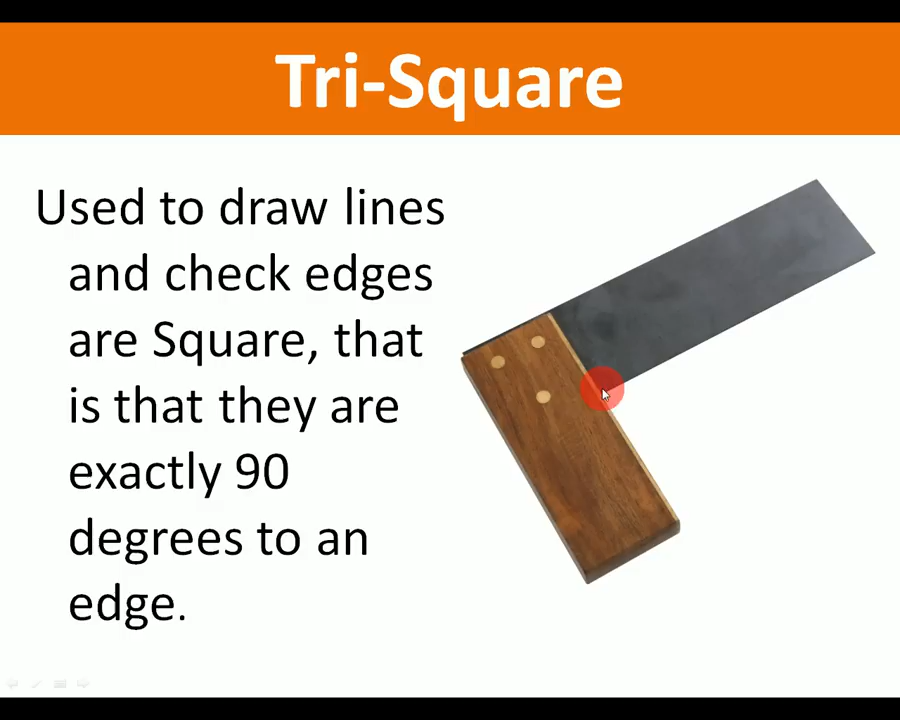 Tri-Square
Used to draw lines
and check edges
are Square, that
is that they are
exactly 90
degrees to an
edge.